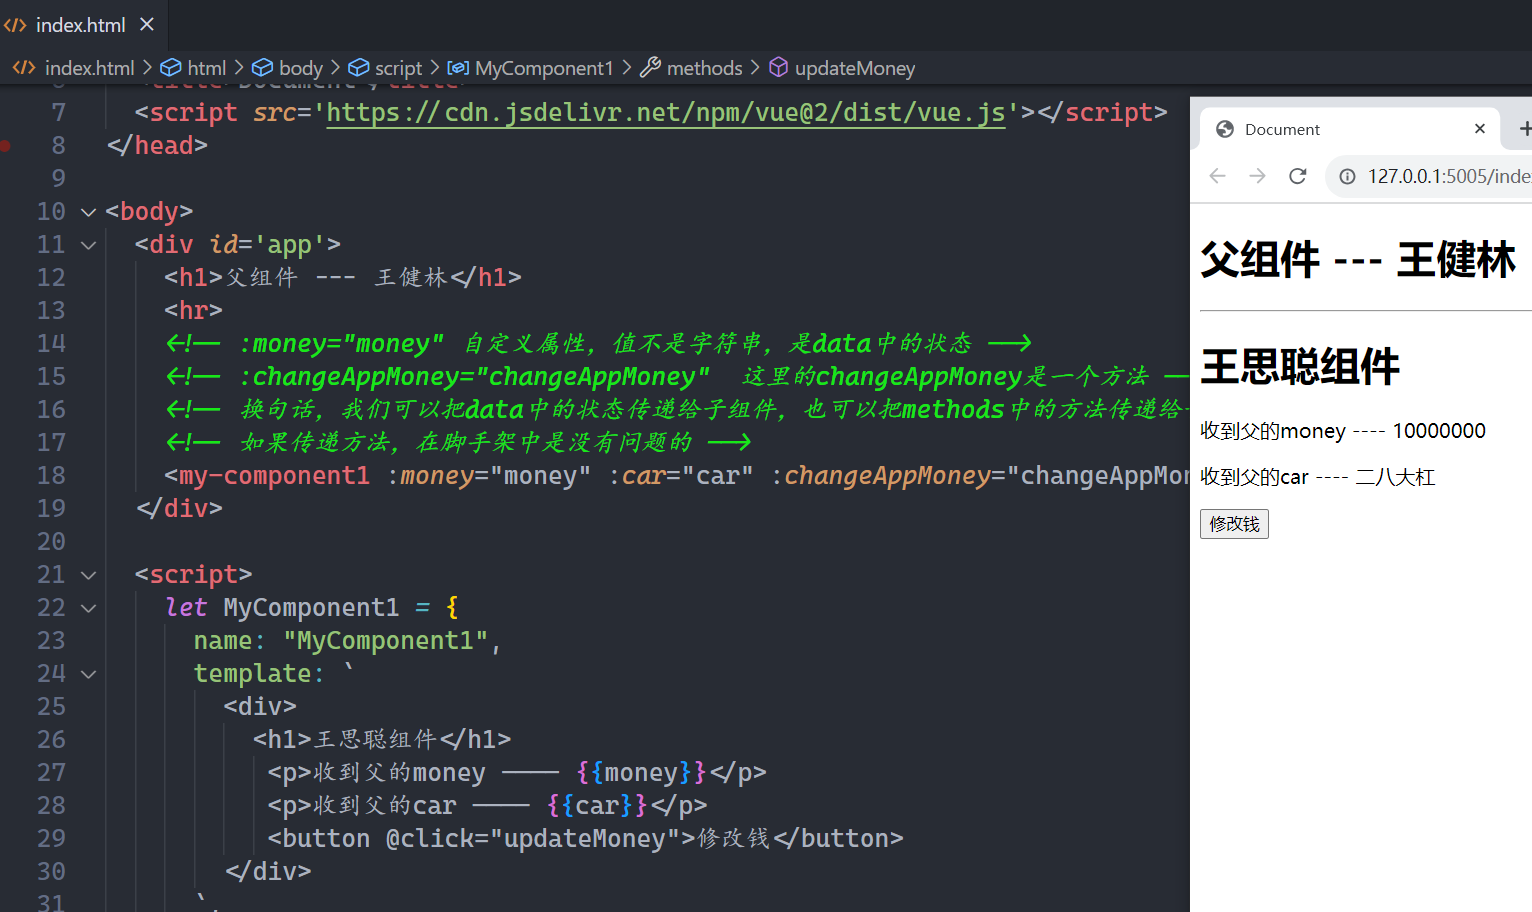 index.html
index.html > html > body > script > MyComponent1 > methods > updateMoney
7 <script src='https://cdn.jsdelivr.net/npm/vue@2/dist/vue.js'></script>
8 </head>
9
10 <body>
11 <div id='app'>
12 <h1>父组件 --- 王健林</h1>
13 <hr>
14 <!-- :money="money" 自定义属性，值不是字符串，是data中的状态 -->
15 <!-- :changeAppMoney="changeAppMoney" 这里的changeAppMoney是一个方法 --
16 <!-- 换句话，我们可以把data中的状态传递给子组件，也可以把methods中的方法传递给
17 <!-- 如果传递方法，在脚手架中是没有问题的 -->
18 <my-component1 :money="money" :car="car" :changeAppMoney="changeAppMon
19 </div>
20
21 <script>
22 let MyComponent1 = {
23 name: "MyComponent1",
24 template: `
25 <div>
26 <h1>王思聪组件</h1>
27 <p>收到父的money ---- {{money}}</p>
28 <p>收到父的car ---- {{car}}</p>
29 <button @click="updateMoney">修改钱</button>
30 </div>
31 `,
Document
127.0.0.1:5005/inde
父组件 --- 王健林
王思聪组件
收到父的money ---- 10000000
收到父的car ---- 二八大杠
修改钱